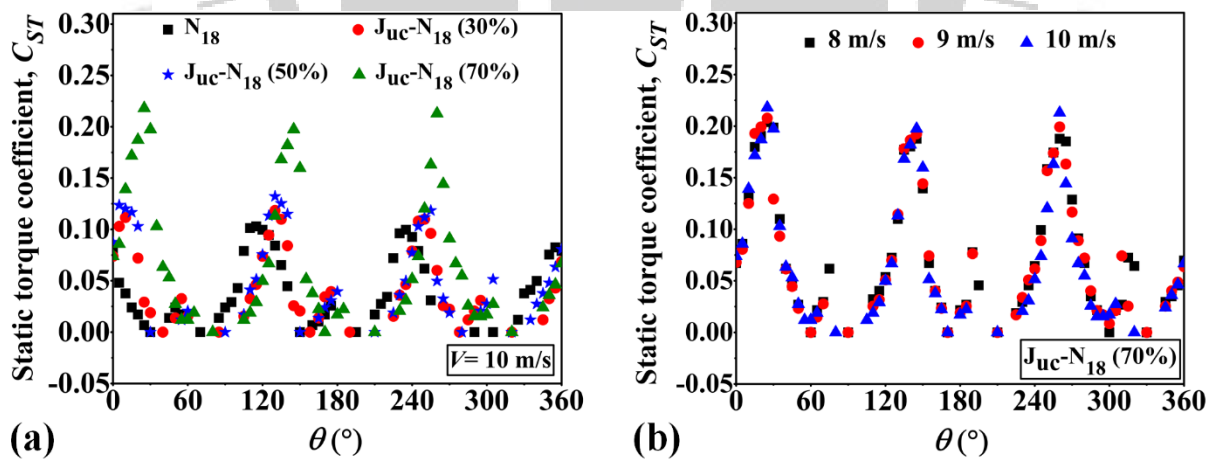 N18 Juc-N18 (30%)
Juc-N18 (50%) Juc-N18 (70%)
Static torque coefficient, CST
0.30
0.25
0.20
0.15
0.10
0.05
0.00
-0.05
V= 10 m/s
0 60 120 180 240 300 360
θ (°)
(a)
8 m/s 9 m/s 10 m/s
Static torque coefficient, CST
0.30
0.25
0.20
0.15
0.10
0.05
0.00
-0.05
Juc-N18 (70%)
0 60 120 180 240 300 360
θ (°)
(b)